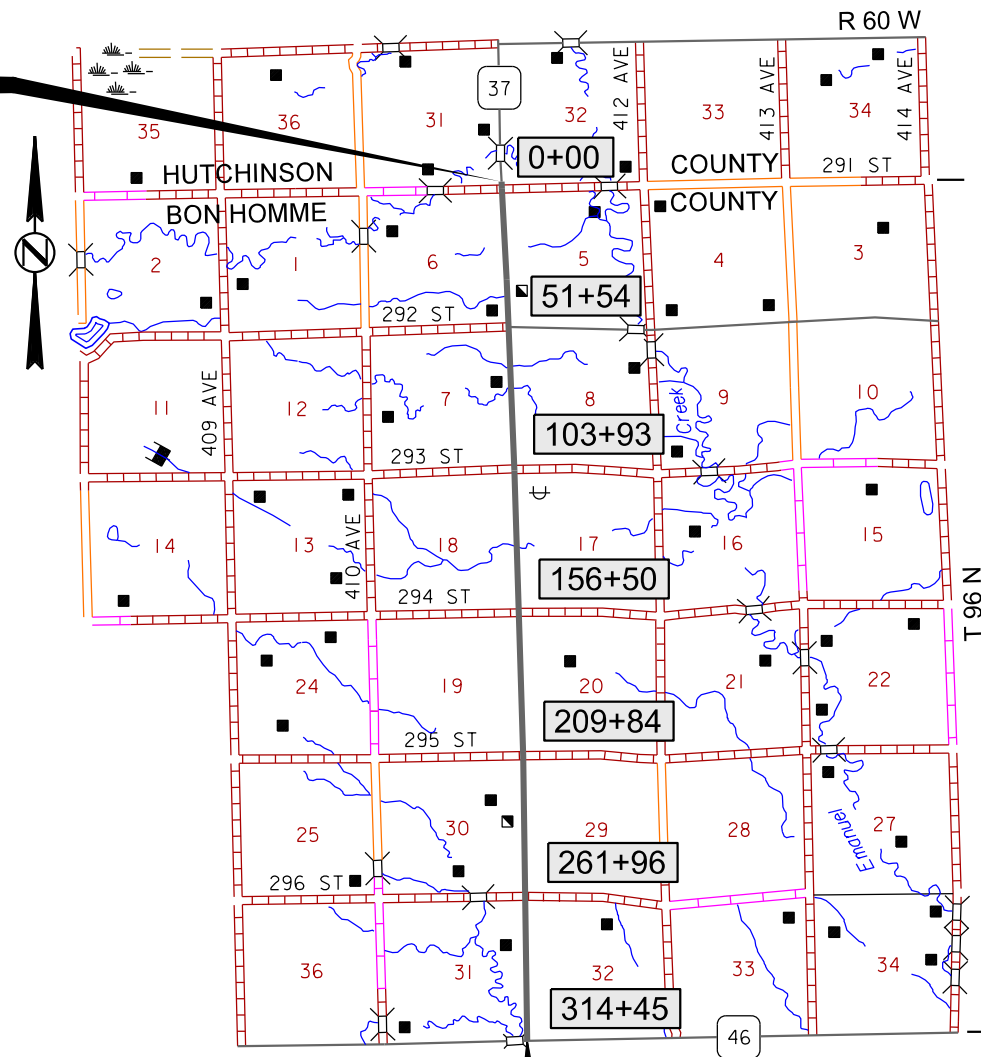 R 60 W
37
412 AVE
413 AVE
414 AVE
35
36
31
32
33
34
0+00
291 ST
HUTCHINSON
COUNTY
BON HOMME
COUNTY
N
2
1
6
5
4
3
51+54
292 ST
409 AVE
11
12
7
8
9
10
Creek
103+93
293 ST
14
13
18
17
16
15
410 AVE
156+50
294 ST
T 96 N
24
19
20
21
22
209+84
295 ST
25
30
29
28
27
Emanuel
261+96
296 ST
36
31
32
33
34
314+45
46